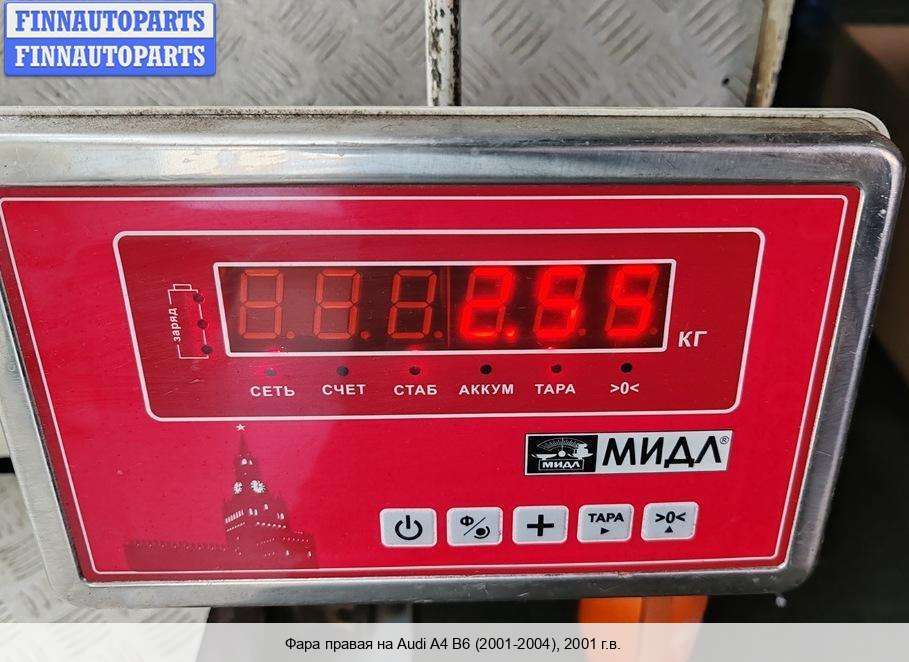 FINNAUTOPARTS
FINNAUTOPARTS
2.55
КГ
заряд
СЕТЬ СЧЕТ СТАБ АККУМ ТАРА >0<
МИДЛ МИДЛ®
Ф ТАРА >0<
Фара правая на Audi A4 B6 (2001-2004), 2001 г.в.